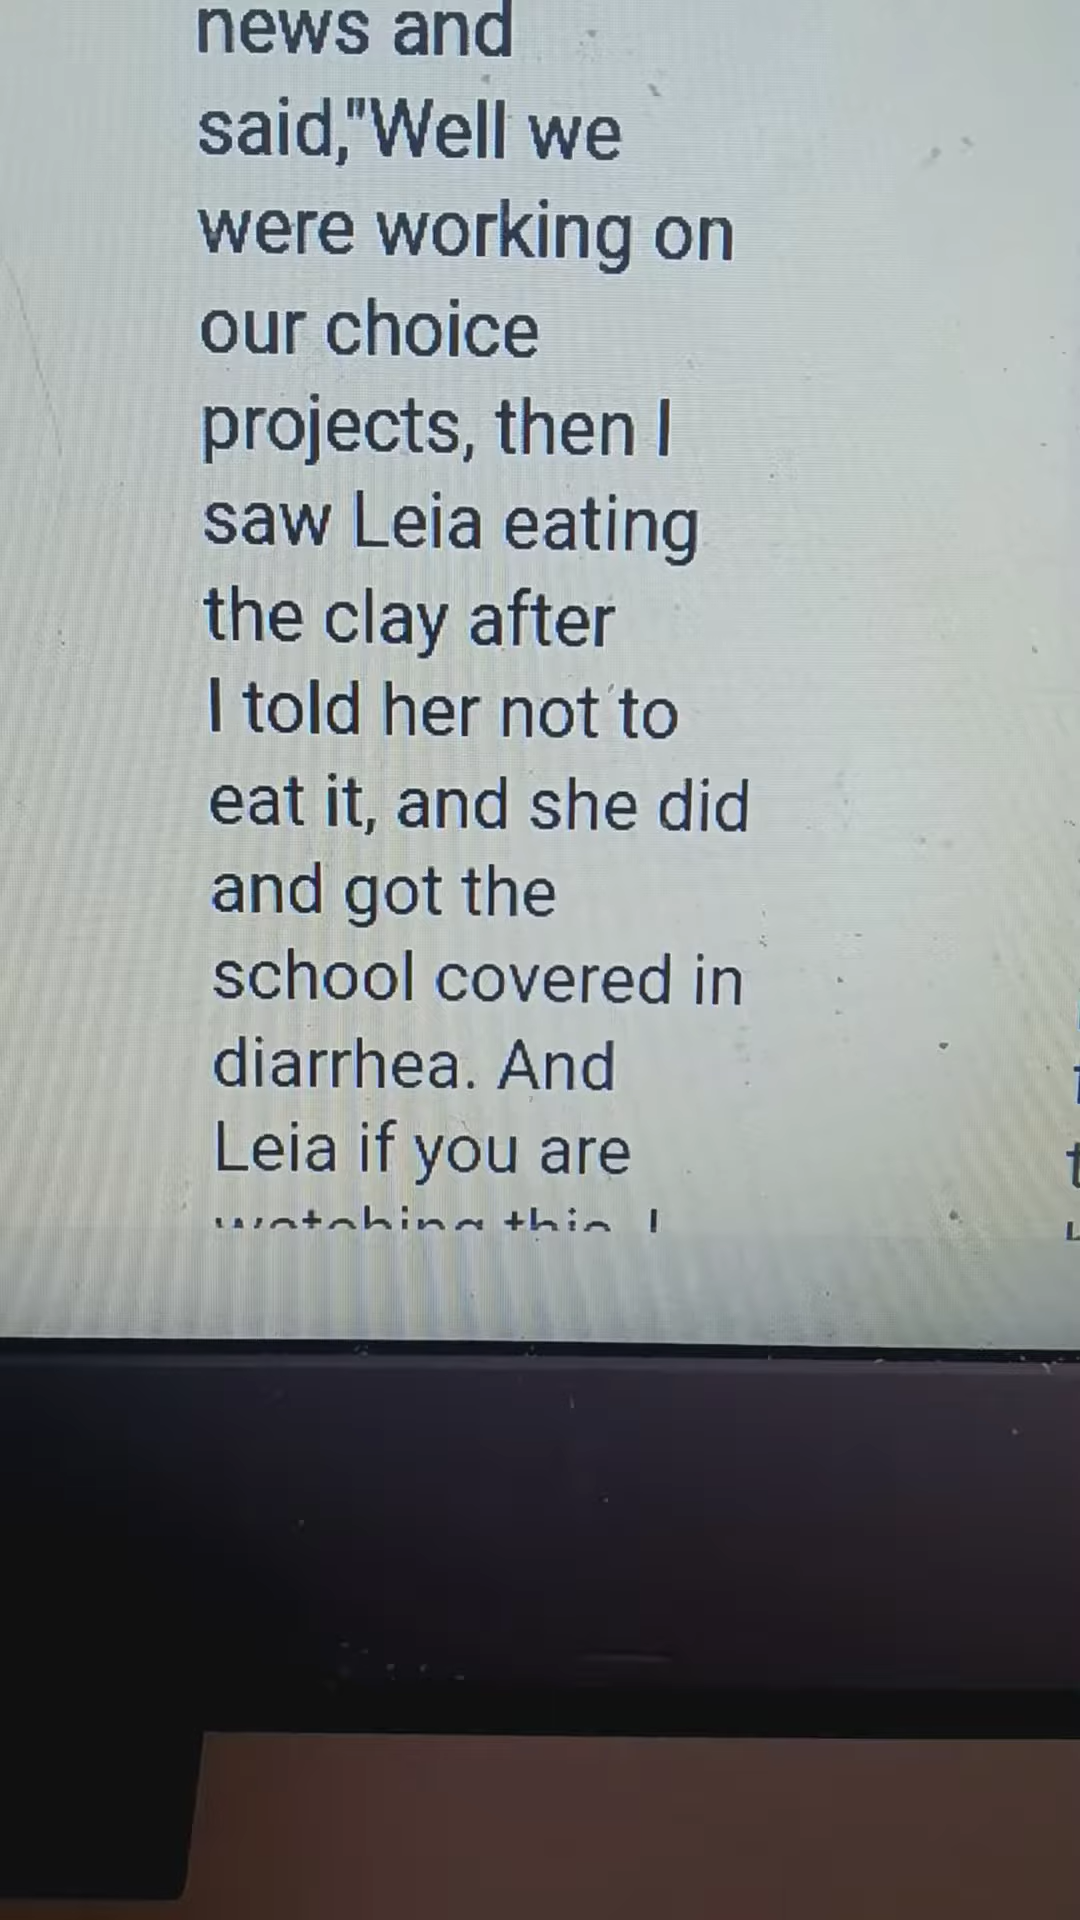 news and
said,"Well we
were working on
our choice
projects, then I
saw Leia eating
the clay after
I told her not to
eat it, and she did
and got the
school covered in
diarrhea. And
Leia if you are
watching this, I